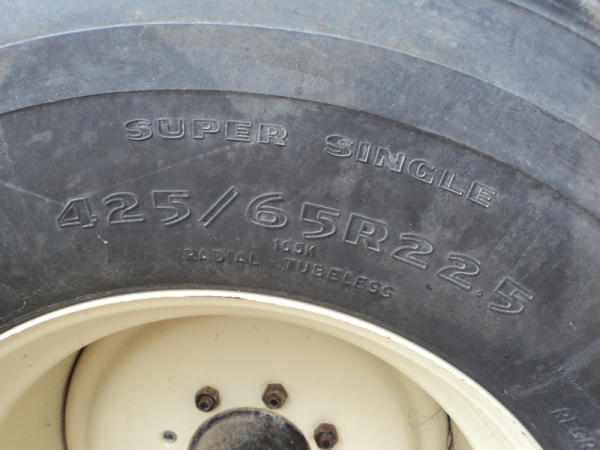 SUPER SINGLE
425/65R22.5
165K
RADIAL TUBELESS